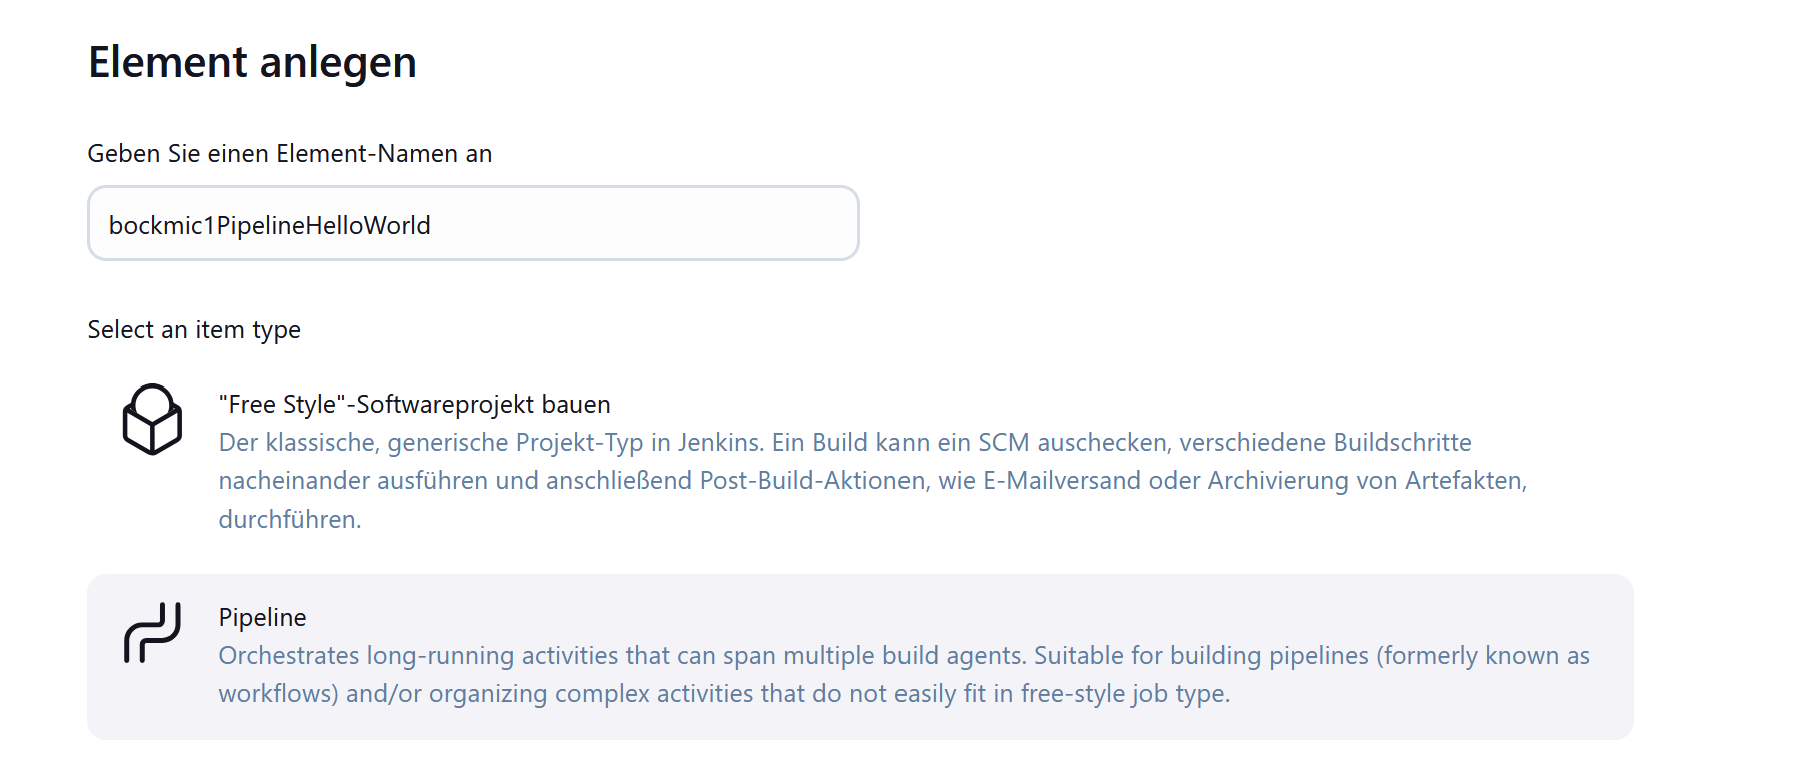 Element anlegen
Geben Sie einen Element-Namen an
bockmic1PipelineHelloWorld
Select an item type
"Free Style"-Softwareprojekt bauen
Der klassische, generische Projekt-Typ in Jenkins. Ein Build kann ein SCM auschecken, verschiedene Buildschritte
nacheinander ausführen und anschließend Post-Build-Aktionen, wie E-Mailversand oder Archivierung von Artefakten,
durchführen.
Pipeline
Orchestrates long-running activities that can span multiple build agents. Suitable for building pipelines (formerly known as
workflows) and/or organizing complex activities that do not easily fit in free-style job type.